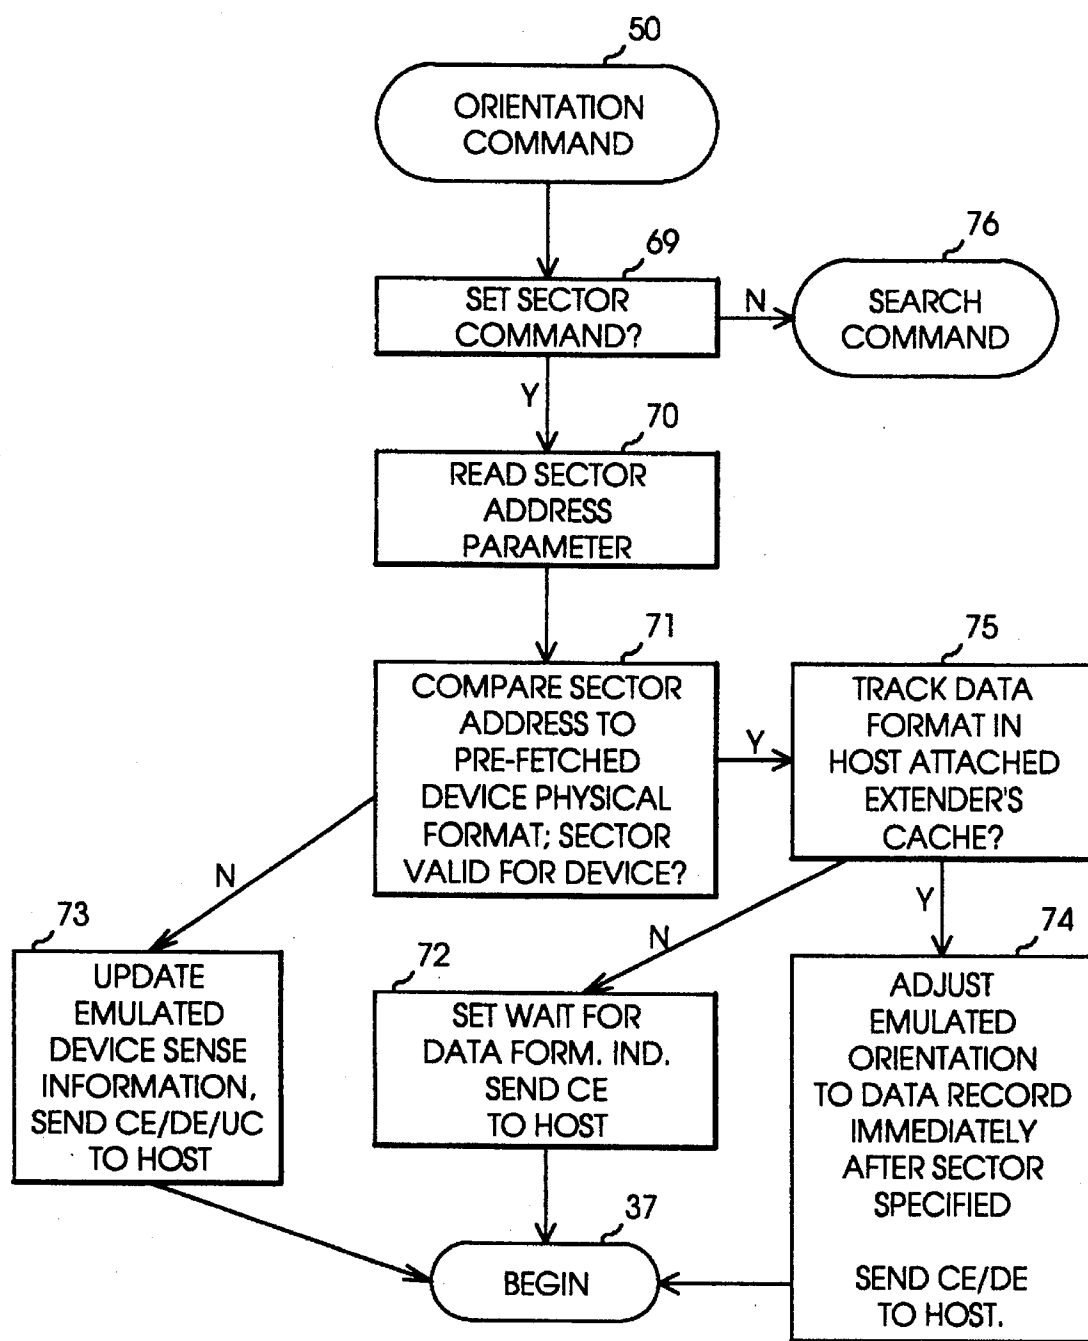 50
ORIENTATION
COMMAND
69
SET SECTOR
COMMAND?
N
76
SEARCH
COMMAND
Y
70
READ SECTOR
ADDRESS
PARAMETER
71
COMPARE SECTOR
ADDRESS TO
PRE-FETCHED
DEVICE PHYSICAL
FORMAT; SECTOR
VALID FOR DEVICE?
Y
75
TRACK DATA
FORMAT IN
HOST ATTACHED
EXTENDER'S
CACHE?
N
73
UPDATE
EMULATED
DEVICE SENSE
INFORMATION,
SEND CE/DE/UC
TO HOST
N
72
SET WAIT FOR
DATA FORM. IND.
SEND CE
TO HOST
Y
74
ADJUST
EMULATED
ORIENTATION
TO DATA RECORD
IMMEDIATELY
AFTER SECTOR
SPECIFIED
SEND CE/DE
TO HOST.
37
BEGIN